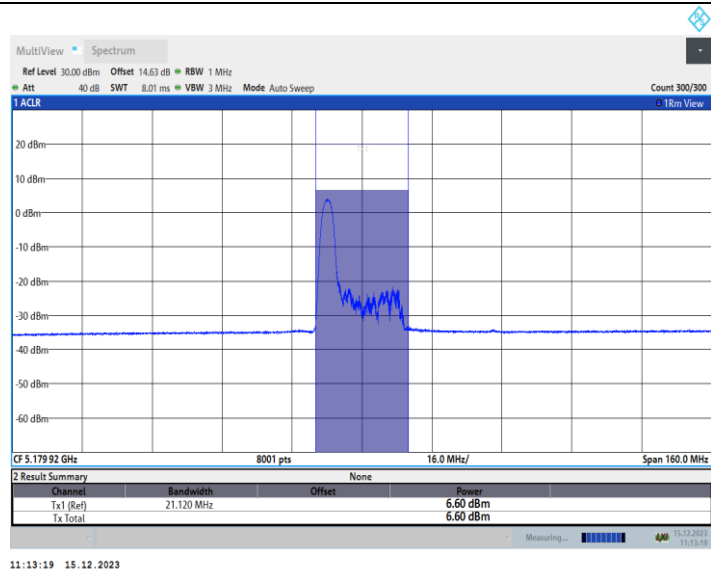 MultiView Spectrum
Ref Level 30.00 dBm Offset 14.63 dB RBW 1 MHz
Att 40 dB SWT 8.01 ms VBW 3 MHz Mode Auto Sweep Count 300/300
1 ACLR 1Rm View
20 dBm
10 dBm
0 dBm
-10 dBm
-20 dBm
-30 dBm
-40 dBm
-50 dBm
-60 dBm
CF 5.179 92 GHz 8001 pts 16.0 MHz/ Span 160.0 MHz
2 Result Summary None
Channel Bandwidth Offset Power
Tx1 (Ref) 21.120 MHz 6.60 dBm
Tx Total 6.60 dBm
Measuring... 15.12.2023
11:13:19
11:13:19 15.12.2023